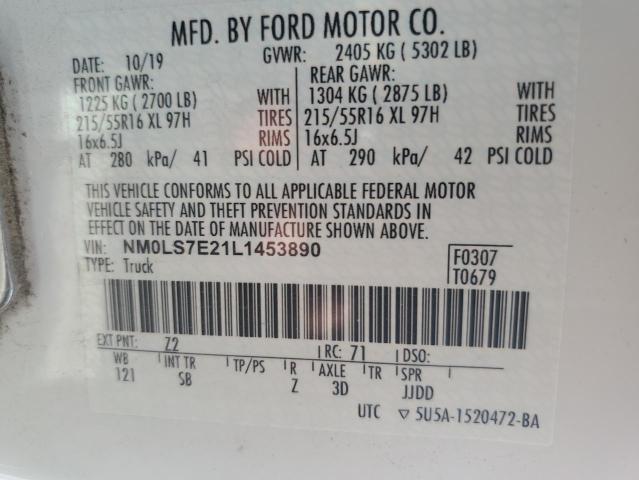 MFD. BY FORD MOTOR CO.
DATE: 10/19 GVWR: 2405 KG ( 5302 LB)
FRONT GAWR: REAR GAWR:
1225 KG ( 2700 LB) WITH 1304 KG ( 2875 LB) WITH
215/55R16 XL 97H TIRES 215/55R16 XL 97H TIRES
16x6.5J RIMS 16x6.5J RIMS
AT 280 kPa/ 41 PSI COLD AT 290 kPa/ 42 PSI COLD
THIS VEHICLE CONFORMS TO ALL APPLICABLE FEDERAL MOTOR
VEHICLE SAFETY AND THEFT PREVENTION STANDARDS IN
EFFECT ON THE DATE OF MANUFACTURE SHOWN ABOVE.
VIN: NM0LS7E21L1453890 F0307
TYPE: Truck T0679
EXT PNT: Z2 RC: 71 DSO:
WB INT TR TP/PS R AXLE TR SPR
121 SB Z 3D JJDD
UTC ▽ 5U5A-1520472-BA